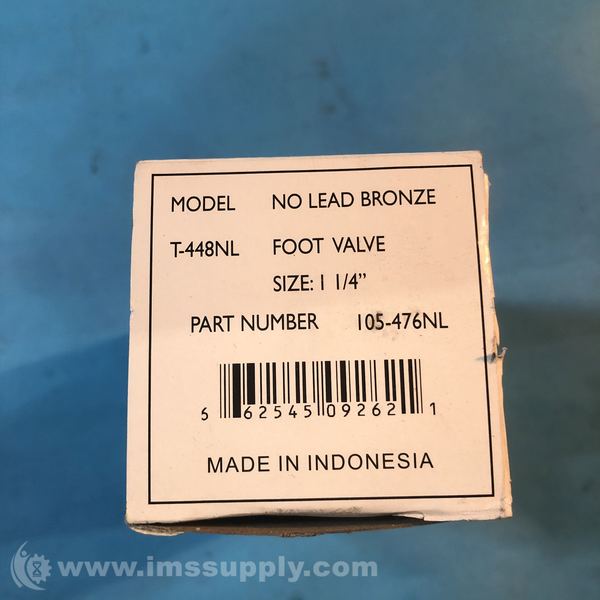 MODEL NO LEAD BRONZE
T-448NL FOOT VALVE
SIZE: 1 1/4"
PART NUMBER 105-476NL
6 62545 09262 1
MADE IN INDONESIA
www.imssupply.com